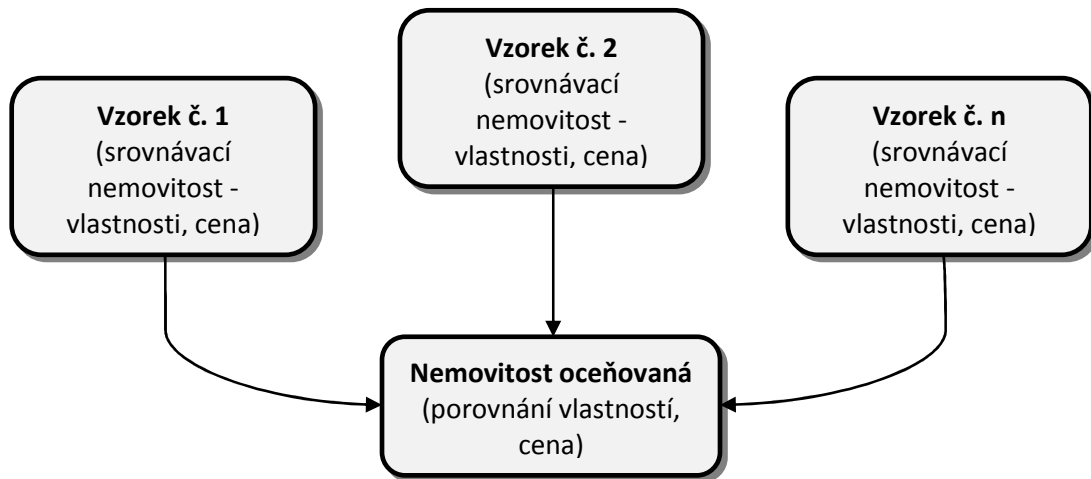 Vzorek č. 1
(srovnávací
nemovitost -
vlastnosti, cena)
Vzorek č. 2
(srovnávací
nemovitost -
vlastnosti, cena)
Vzorek č. n
(srovnávací
nemovitost -
vlastnosti, cena)
Nemovitost oceňovaná
(porovnání vlastností,
cena)